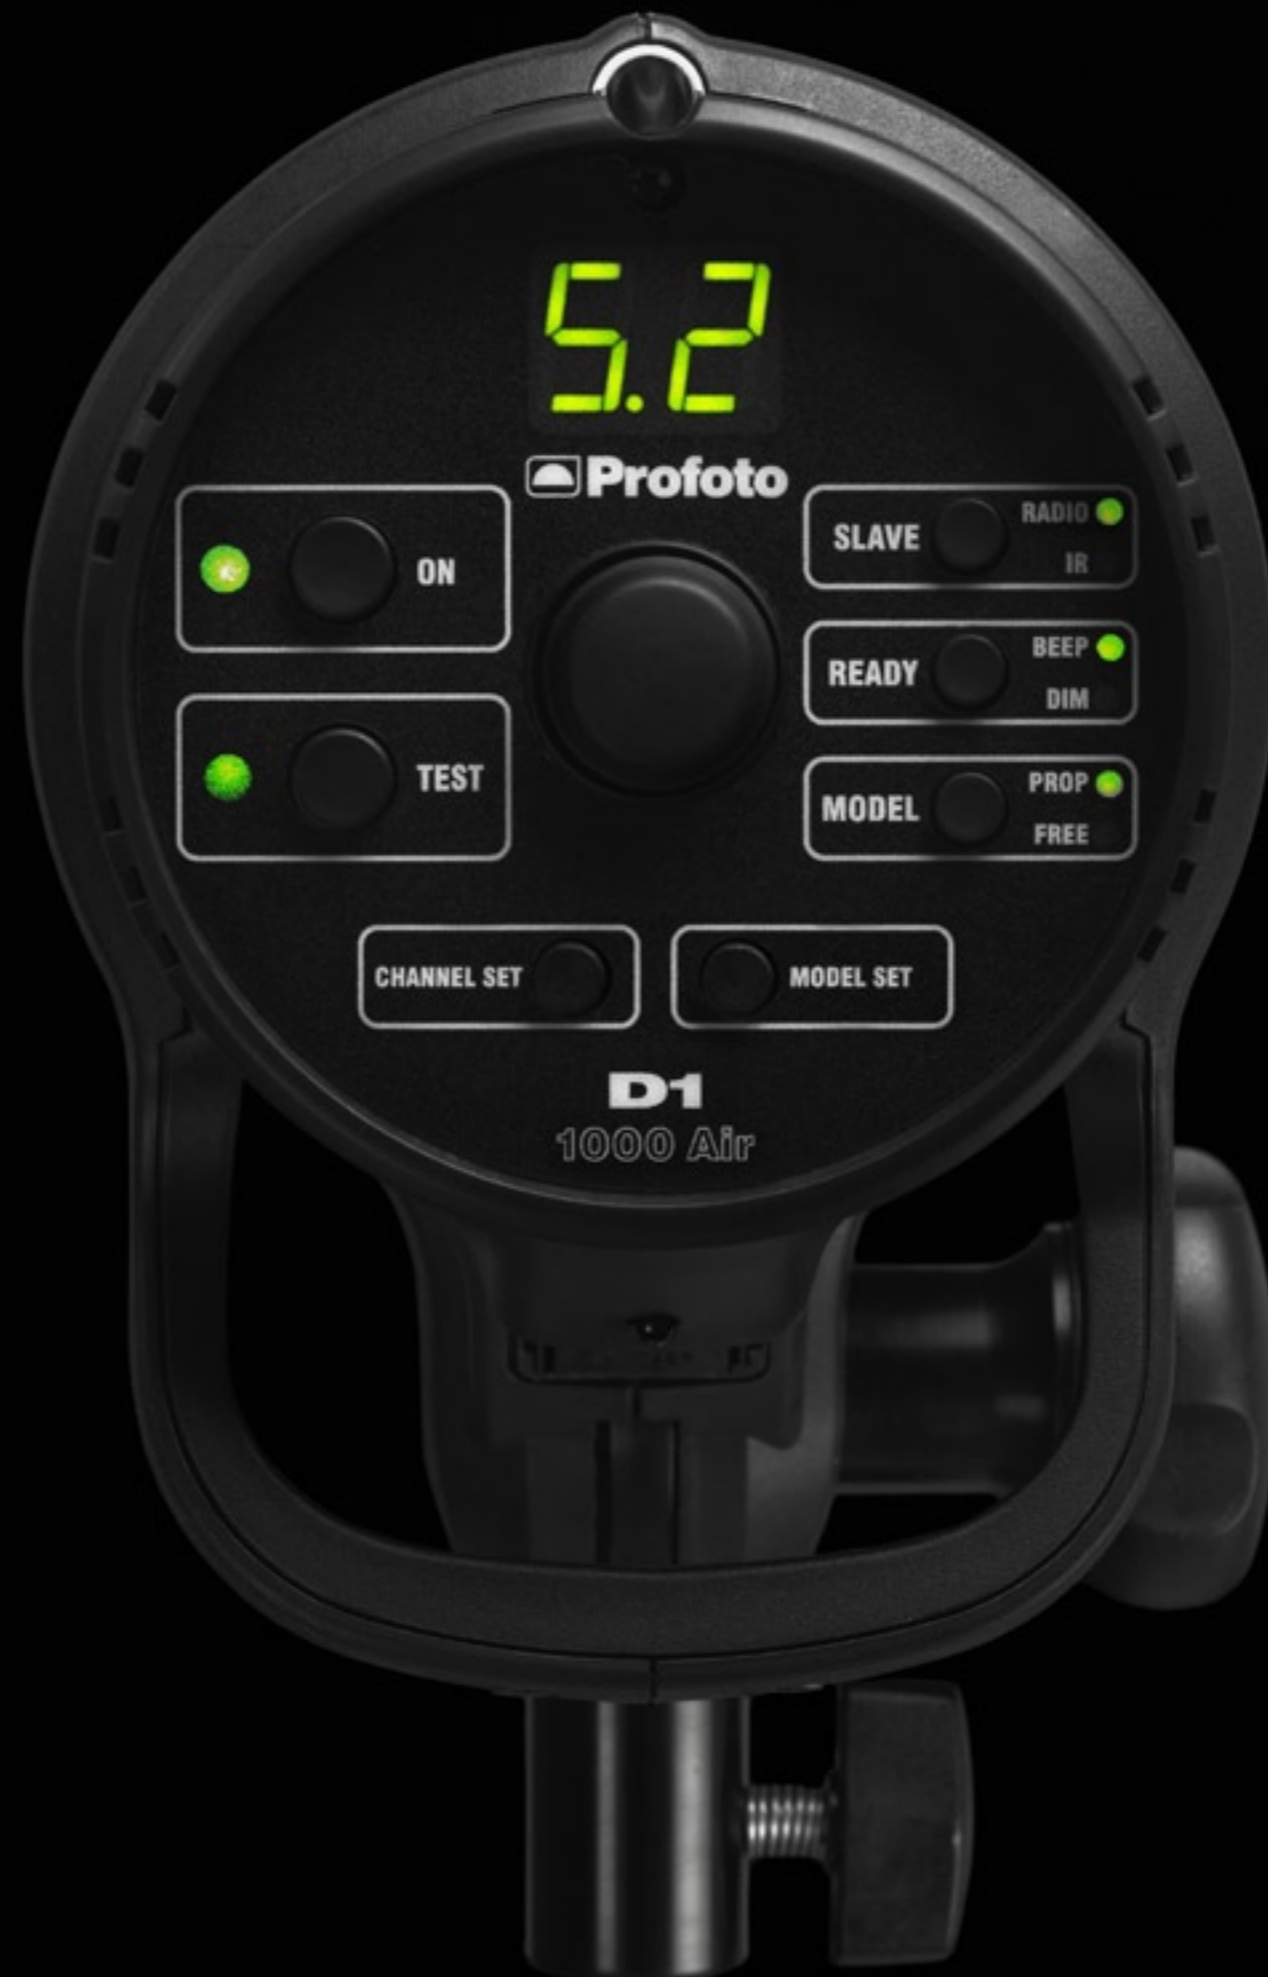 5.2
Profoto
ON
TEST
SLAVE
RADIO
IR
READY
BEEP
DIM
MODEL
PROP
FREE
CHANNEL SET
MODEL SET
D1
1000 Air